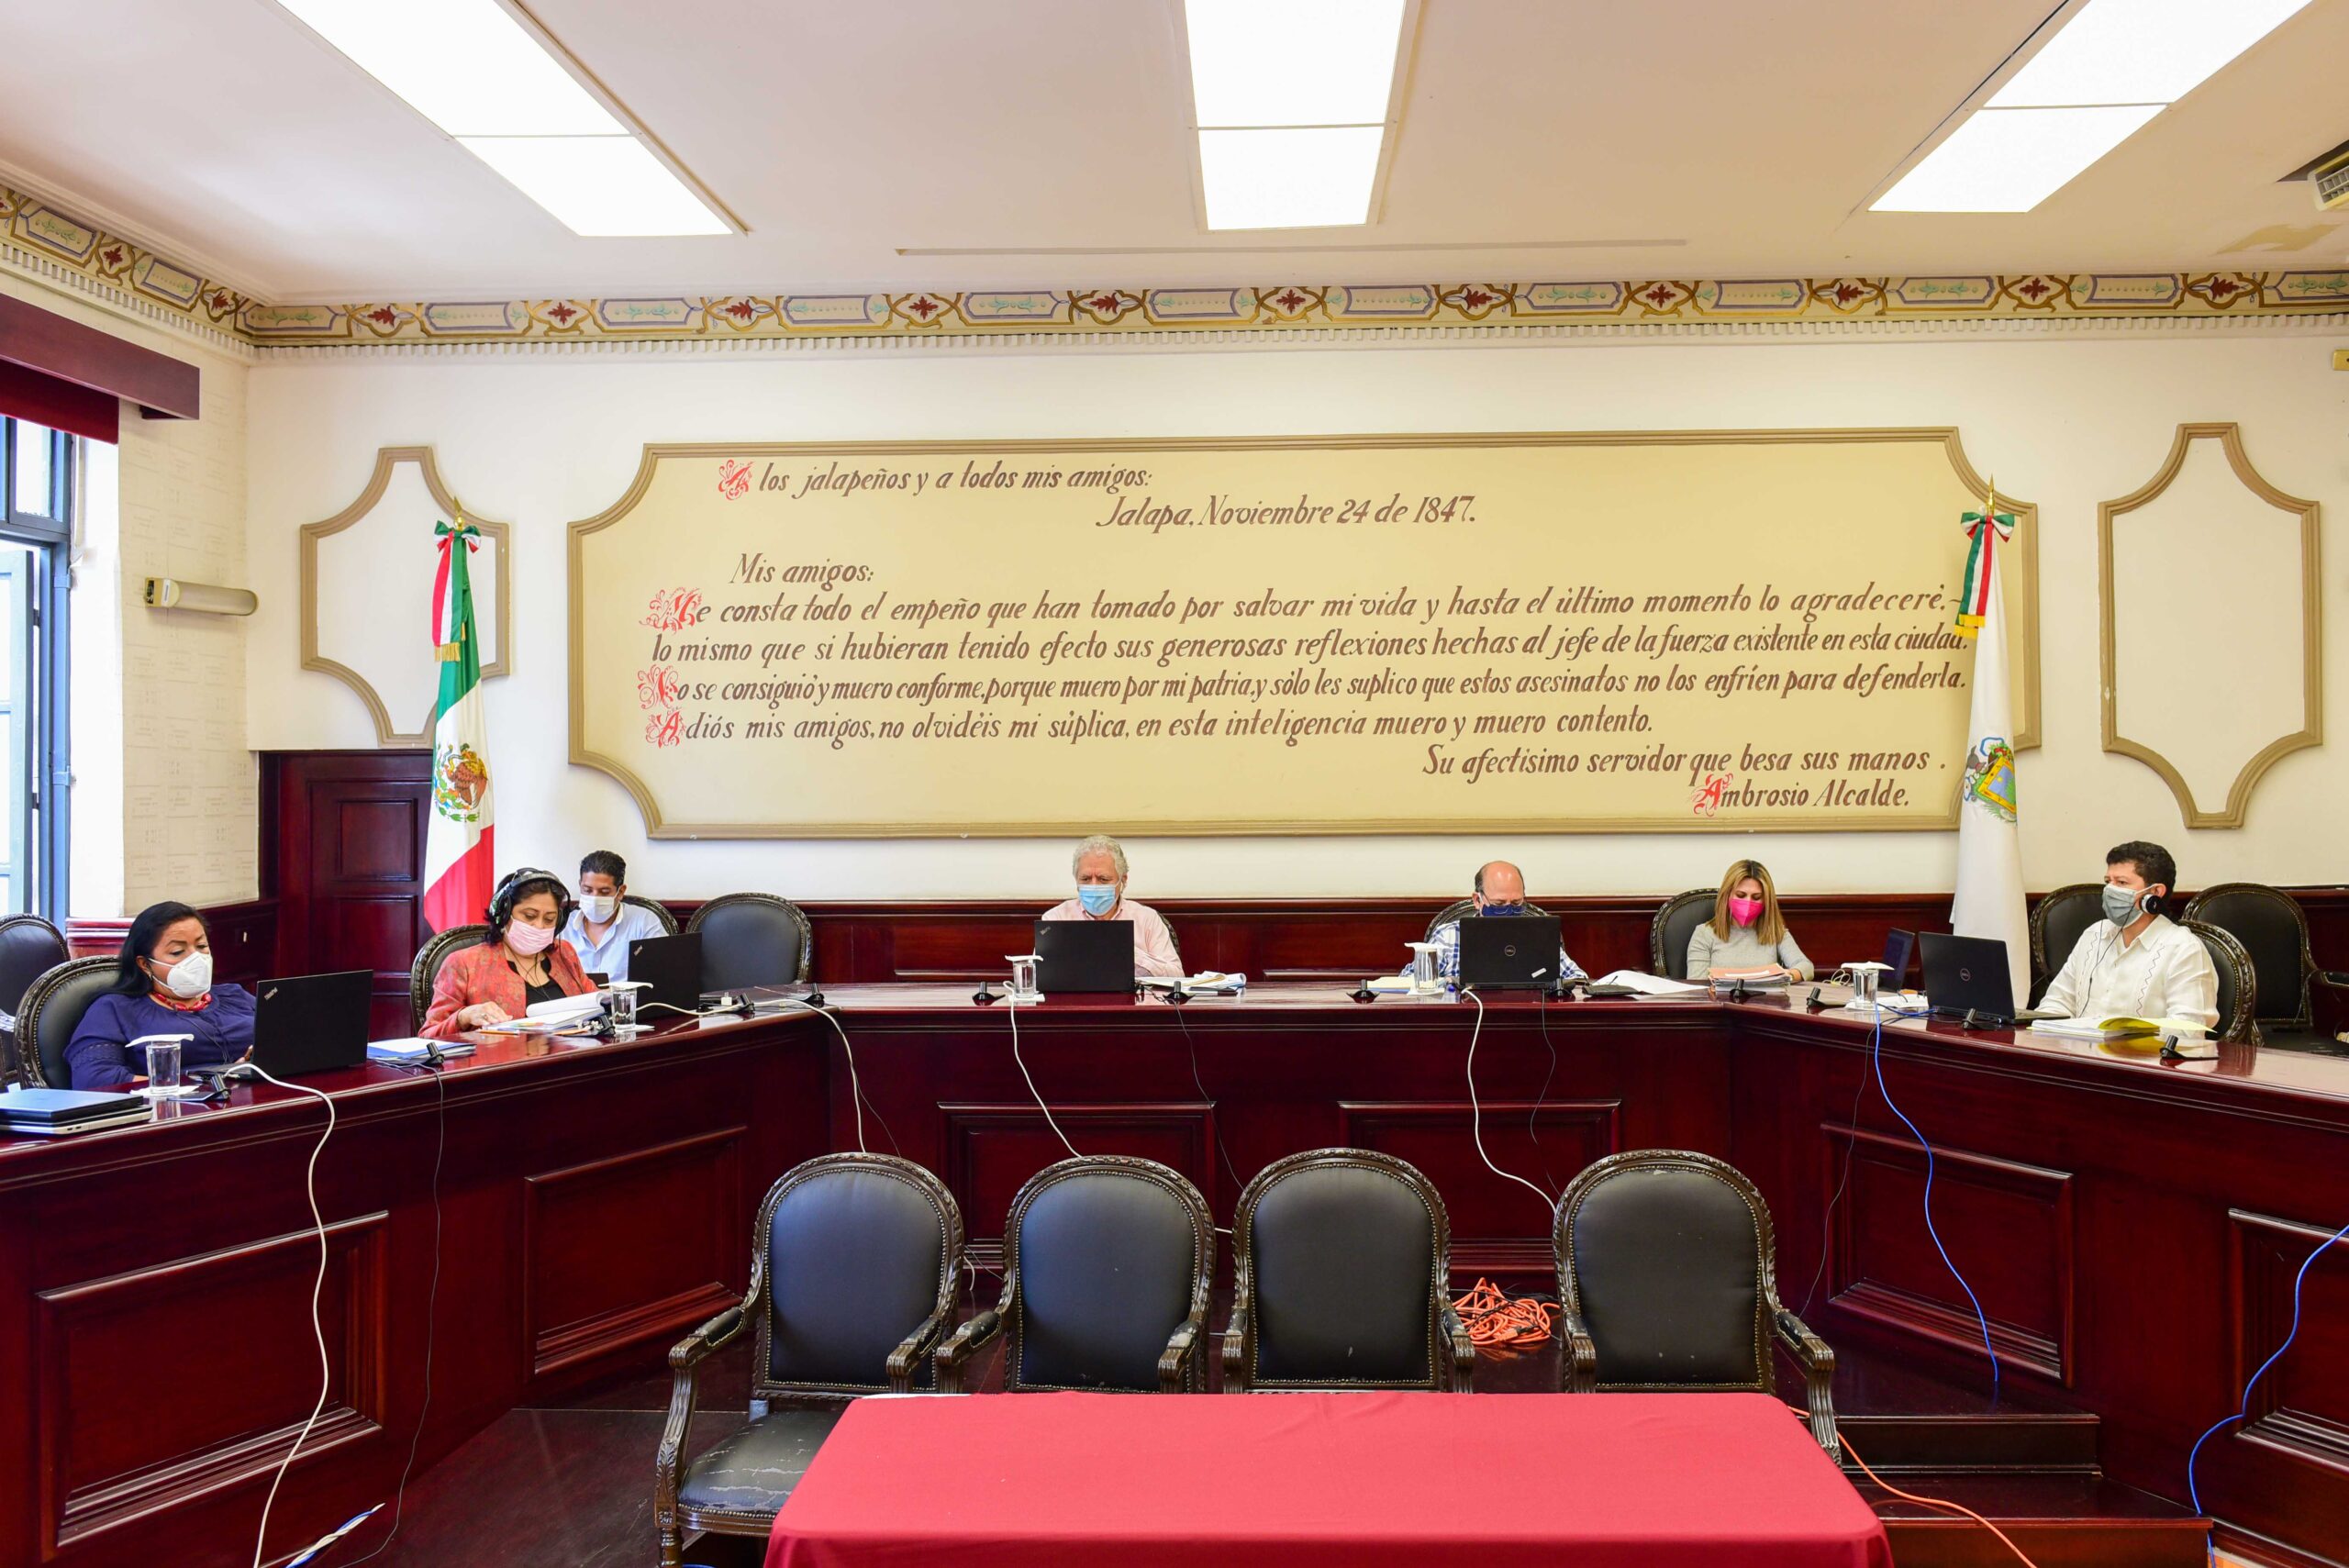 A los jalapeños y a todos mis amigos:
Jalapa, Noviembre 24 de 1847.
Mis amigos:
Me consta todo el empeño que han tomado por salvar mi vida y hasta el último momento lo agradeceré.-
lo mismo que si hubieran tenido efecto sus generosas reflexiones hechas al jefe de la fuerza existente en esta ciudad.
No se consiguió y muero conforme, porque muero por mi patria, y sólo les suplico que estos asesinatos no los enfríen para defenderla.
Adiós mis amigos, no olvidéis mi súplica, en esta inteligencia muero y muero contento.
Su afectísimo servidor que besa sus manos .
Ambrosio Alcalde.
ThinkPad
DELL
DELL